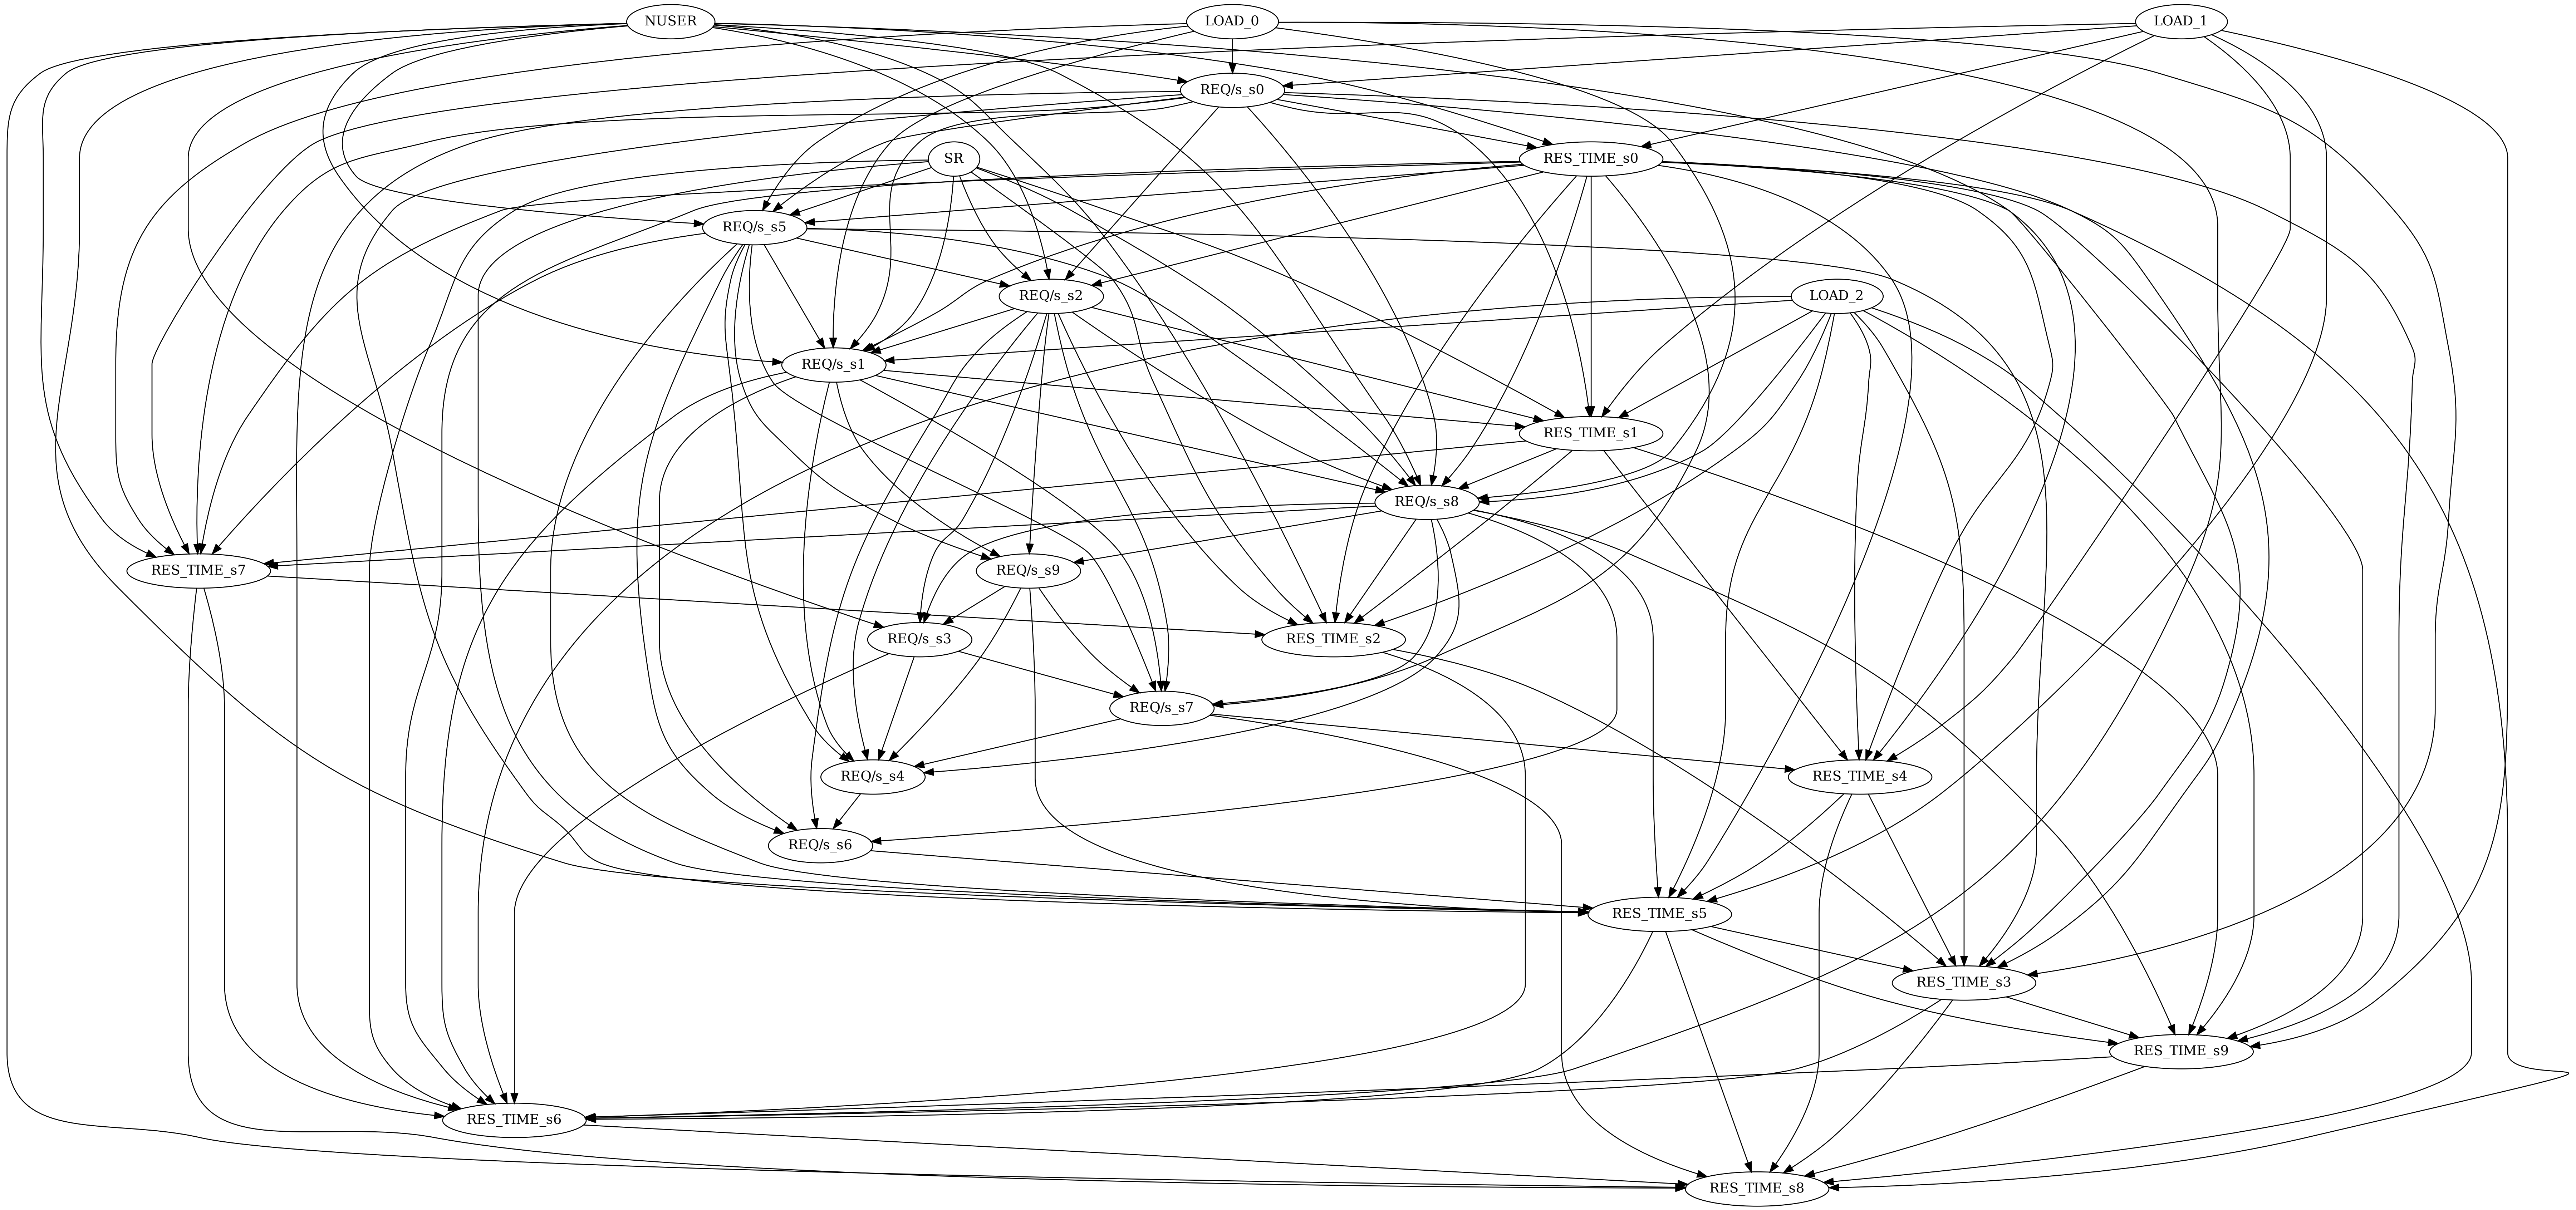 NUSER
LOAD_0
LOAD_1
REQ/s_s0
SR
RES_TIME_s0
REQ/s_s5
REQ/s_s2
LOAD_2
REQ/s_s1
RES_TIME_s1
REQ/s_s8
RES_TIME_s7
REQ/s_s9
REQ/s_s3
RES_TIME_s2
REQ/s_s7
REQ/s_s4
RES_TIME_s4
REQ/s_s6
RES_TIME_s5
RES_TIME_s3
RES_TIME_s9
RES_TIME_s6
RES_TIME_s8